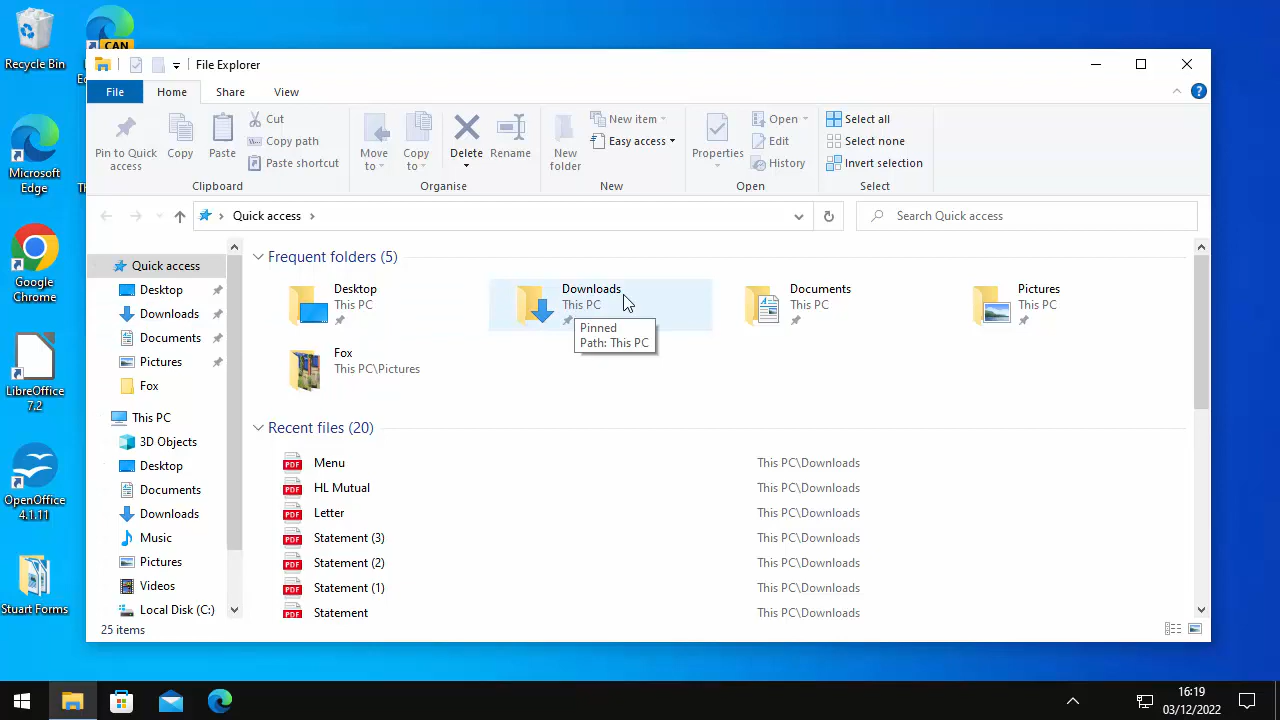 Recycle Bin
CAN
Microsoft
Edge
Google
Chrome
LibreOffice
7.2
OpenOffice
4.1.11
Stuart Forms
File Explorer
File
Home
Share
View
Pin to Quick
access
Copy
Paste
Cut
Copy path
Paste shortcut
Clipboard
Move
to
Copy
to
Delete
Rename
Organise
New
folder
New item
Easy access
New
Properties
Open
Edit
History
Open
Select all
Select none
Invert selection
Select
Quick access
Search Quick access
Quick access
Desktop
Downloads
Documents
Pictures
Fox
This PC
3D Objects
Desktop
Documents
Downloads
Music
Pictures
Videos
Local Disk (C:)
Frequent folders (5)
Desktop
This PC
Downloads
This PC
Documents
This PC
Pictures
This PC
Pinned
Path: This PC
Fox
This PC\Pictures
Recent files (20)
PDF Menu This PC\Downloads
PDF HL Mutual This PC\Downloads
PDF Letter This PC\Downloads
PDF Statement (3) This PC\Downloads
PDF Statement (2) This PC\Downloads
PDF Statement (1) This PC\Downloads
PDF Statement This PC\Downloads
25 items
16:19
03/12/2022